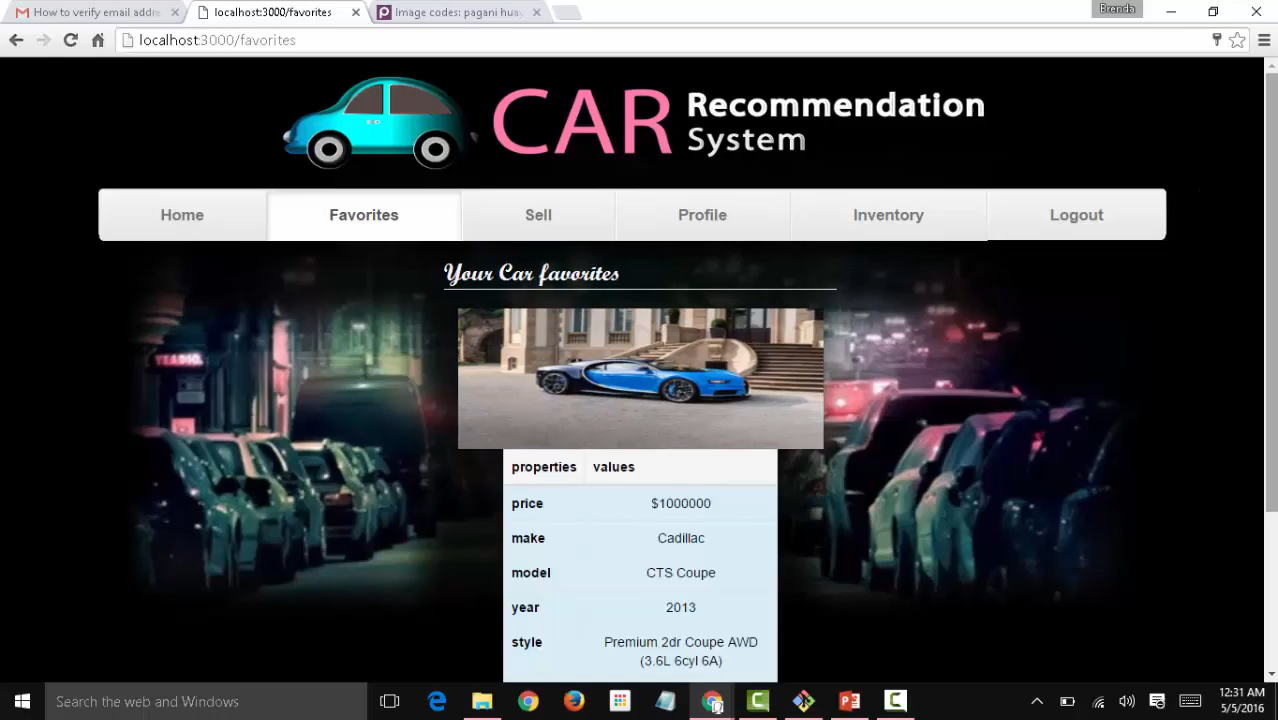 How to verify email addre
localhost:3000/favorites
Image codes: pagani huay
Brenda
localhost:3000/favorites
CAR Recommendation
System
Home Favorites Sell Profile Inventory Logout
Your Car favorites
properties values
price $1000000
make Cadillac
model CTS Coupe
year 2013
style Premium 2dr Coupe AWD
(3.6L 6cyl 6A)
Search the web and Windows
12:31 AM
5/5/2016